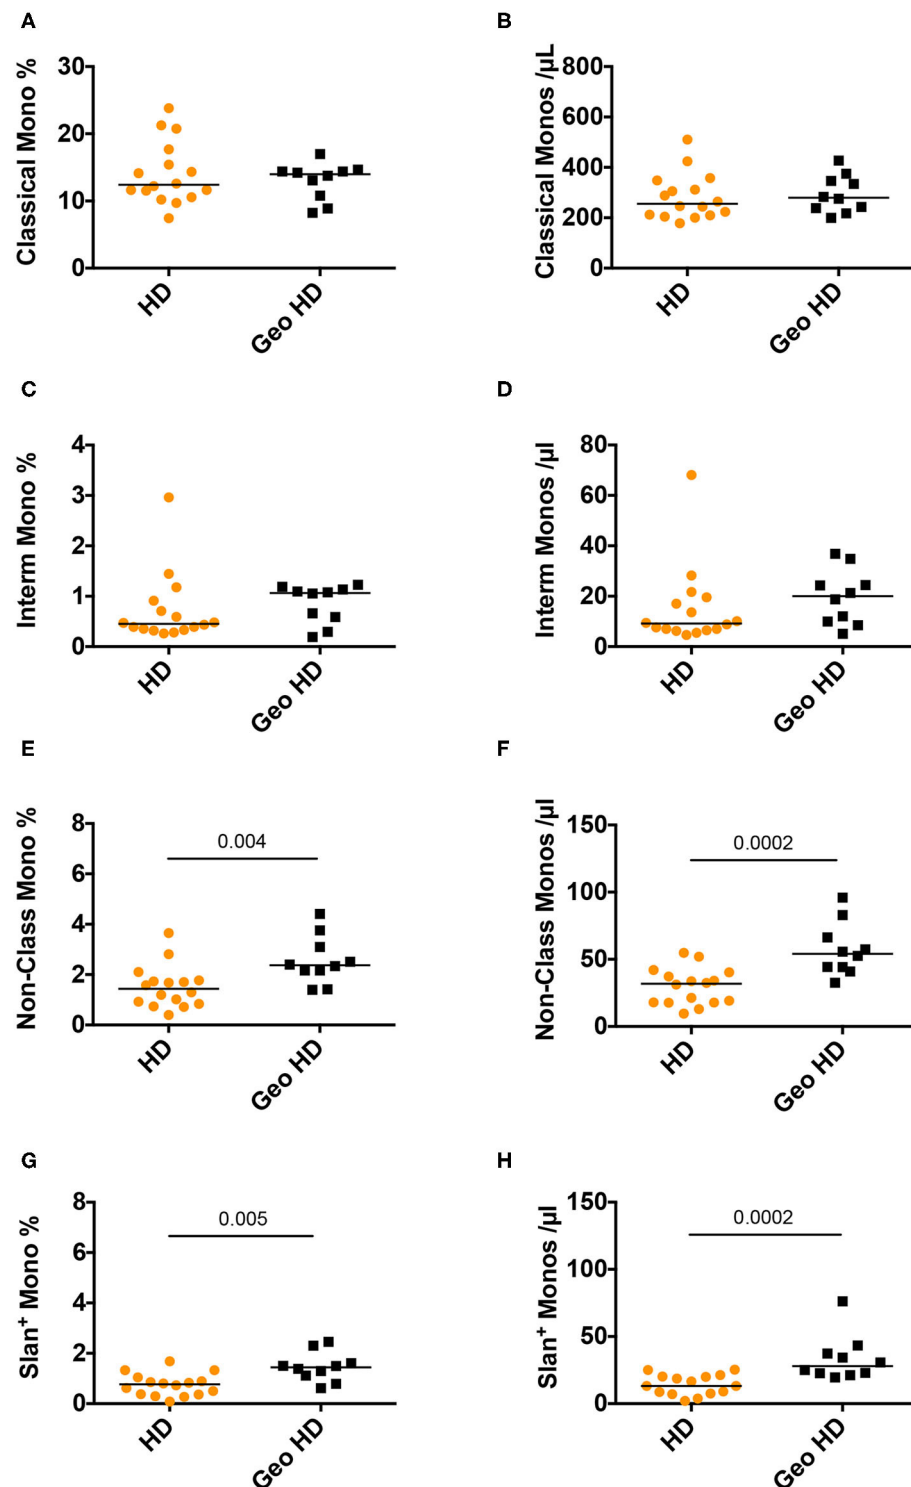 A
Classical Mono %
30
20
10
0
HD
Geo HD
B
Classical Monos /µL
800
600
400
200
0
HD
Geo HD
C
Interm Mono %
4
3
2
1
0
HD
Geo HD
D
Interm Monos /µl
80
60
40
20
0
HD
Geo HD
E
Non-Class Mono %
8
6
4
2
0
0.004
HD
Geo HD
F
Non-Class Monos /µl
150
100
50
0
0.0002
HD
Geo HD
G
Slan⁺ Mono %
8
6
4
2
0
0.005
HD
Geo HD
H
Slan⁺ Monos /µl
150
100
50
0
0.0002
HD
Geo HD